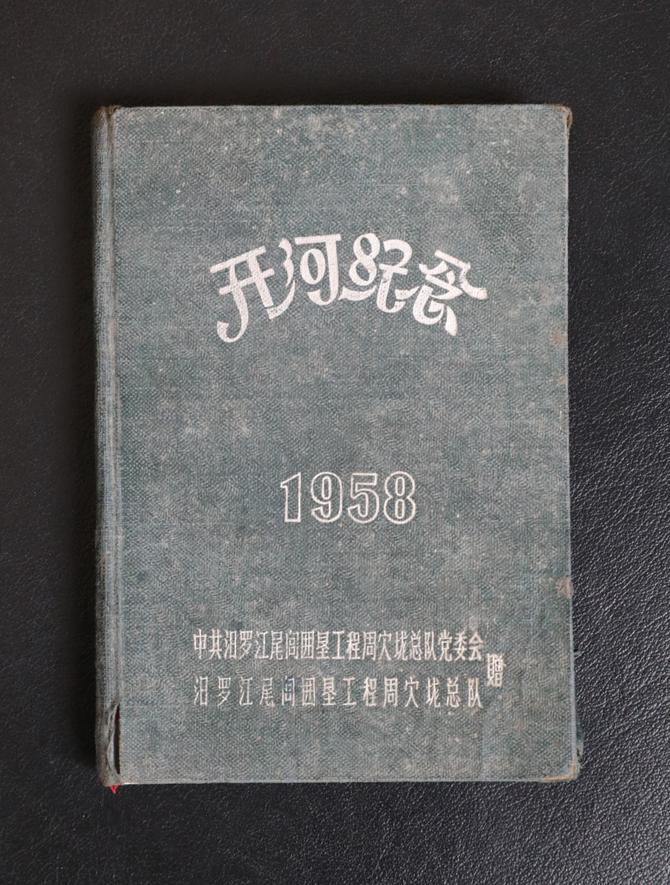 开河纪念
1958
中共汨罗江尾闾围垦工程周穴垅总队党委会
汨罗江尾闾围垦工程周穴垅总队
赠